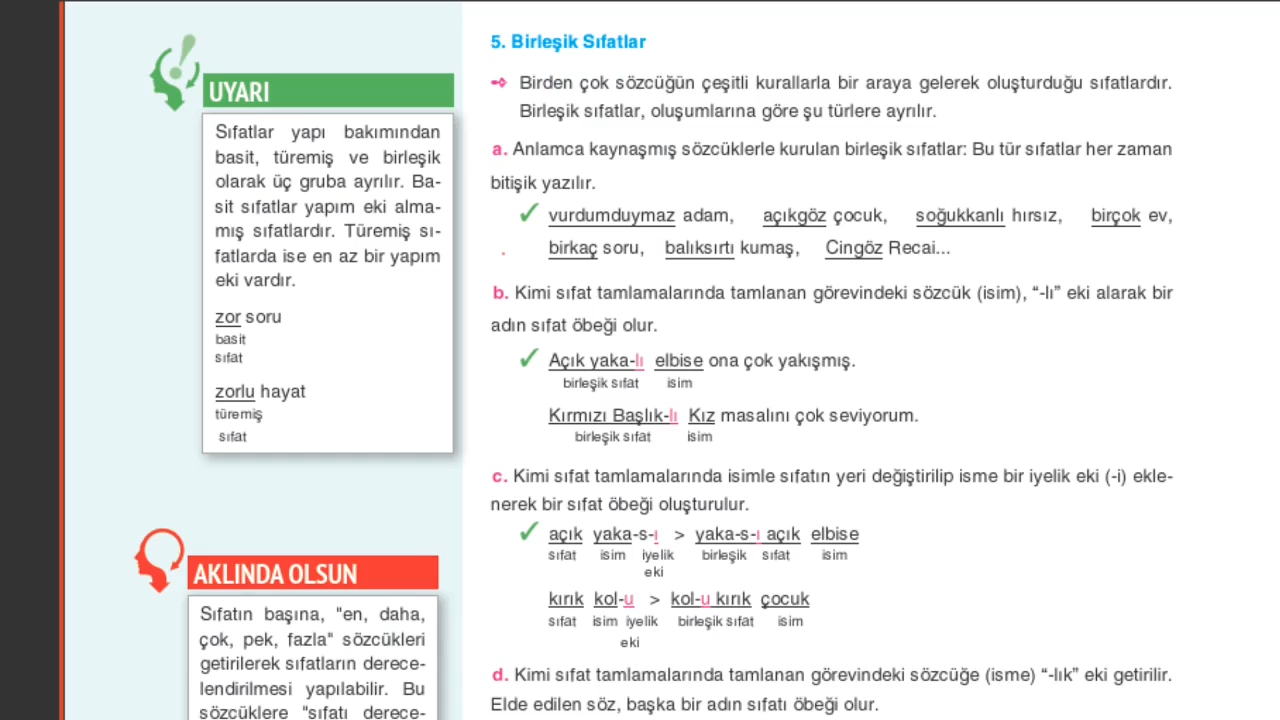 UYARI
Sıfatlar yapı bakımından
basit, türemiş ve birleşik
olarak üç gruba ayrılır. Ba-
sit sıfatlar yapım eki alma-
mış sıfatlardır. Türemiş sı-
fatlarda ise en az bir yapım
eki vardır.
zor soru
basit
sıfat
zorlu hayat
türemiş
sıfat
AKLINDA OLSUN
Sıfatın başına, "en, daha,
çok, pek, fazla" sözcükleri
getirilerek sıfatların derece-
lendirilmesi yapılabilir. Bu
sözcüklere "sıfatı derece-
5. Birleşik Sıfatlar
Birden çok sözcüğün çeşitli kurallarla bir araya gelerek oluşturduğu sıfatlardır.
Birleşik sıfatlar, oluşumlarına göre şu türlere ayrılır.
a. Anlamca kaynaşmış sözcüklerle kurulan birleşik sıfatlar: Bu tür sıfatlar her zaman
bitişik yazılır.
✓ vurdumduymaz adam, açıkgöz çocuk, soğukkanlı hırsız, birçok ev,
birkaç soru, balıksırtı kumaş, Cingöz Recai...
b. Kimi sıfat tamlamalarında tamlanan görevindeki sözcük (isim), “-lı” eki alarak bir
adın sıfat öbeği olur.
✓ Açık yaka-lı elbise ona çok yakışmış.
birleşik sıfat isim
Kırmızı Başlık-lı Kız masalını çok seviyorum.
birleşik sıfat isim
c. Kimi sıfat tamlamalarında isimle sıfatın yeri değiştirilip isme bir iyelik eki (-i) ekle-
nerek bir sıfat öbeği oluşturulur.
✓ açık yaka-s-ı > yaka-s-ı açık elbise
sıfat isim iyelik birleşik sıfat isim
eki
kırık kol-u > kol-u kırık çocuk
sıfat isim iyelik birleşik sıfat isim
eki
d. Kimi sıfat tamlamalarında tamlanan görevindeki sözcüğe (isme) “-lık” eki getirilir.
Elde edilen söz, başka bir adın sıfatı öbeği olur.